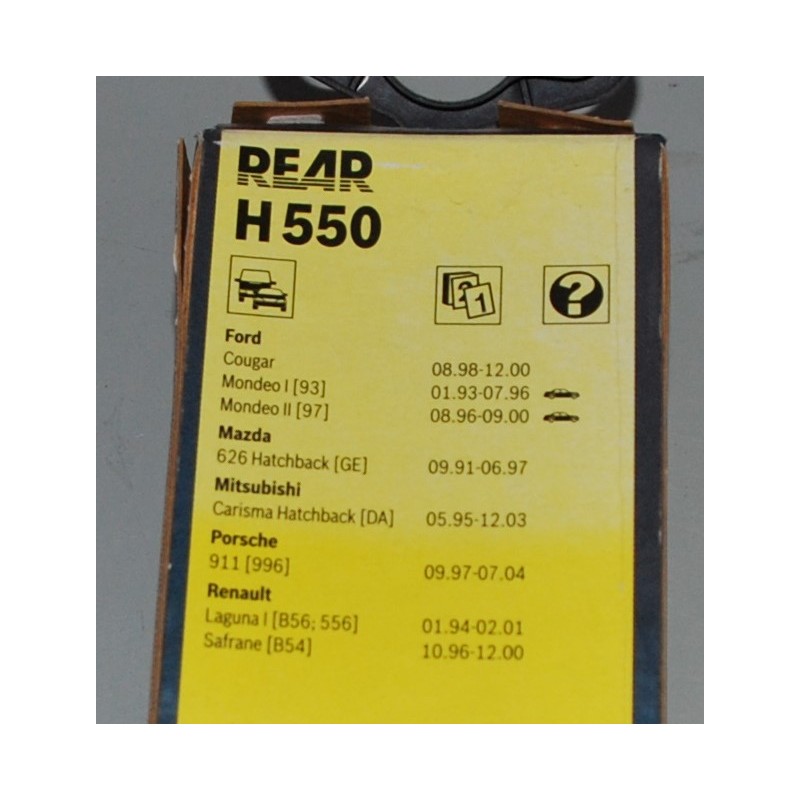 REAR
H 550
2 1 ?
Ford
Cougar 08.98-12.00
Mondeo I [93] 01.93-07.96
Mondeo II [97] 08.96-09.00
Mazda
626 Hatchback [GE] 09.91-06.97
Mitsubishi
Carisma Hatchback [DA] 05.95-12.03
Porsche
911 [996] 09.97-07.04
Renault
Laguna I [B56; 556] 01.94-02.01
Safrane [B54] 10.96-12.00